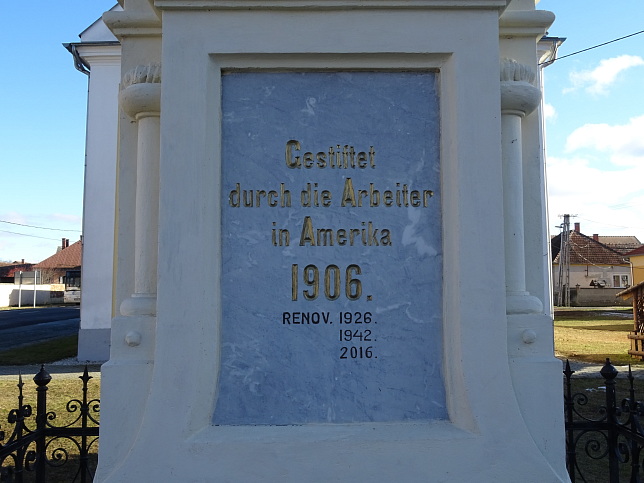 Gestiftet
durch die Arbeiter
in Amerika
1906.
RENOV. 1926.
1942.
2016.